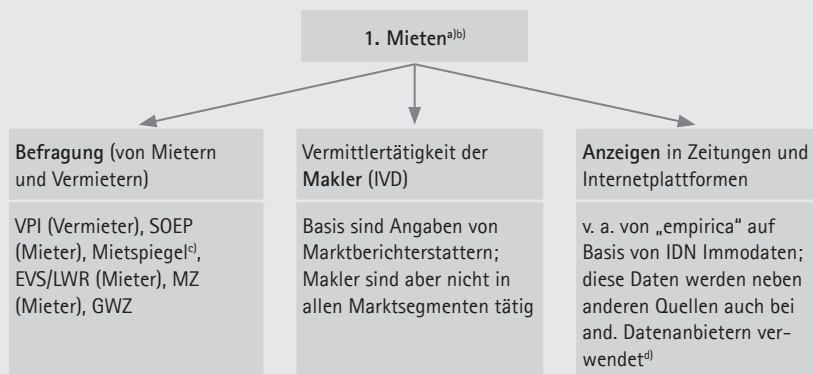 1. Mieten a)b)
Befragung (von Mietern
und Vermietern)
VPI (Vermieter), SOEP
(Mieter), Mietspiegel c),
EVS/LWR (Mieter), MZ
(Mieter), GWZ
Vermittlertätigkeit der
Makler (IVD)
Basis sind Angaben von
Marktberichterstattern;
Makler sind aber nicht in
allen Marktsegmenten tätig
Anzeigen in Zeitungen und
Internetplattformen
v. a. von „empirica“ auf
Basis von IDN Immodaten;
diese Daten werden neben
anderen Quellen auch bei
and. Datenanbietern ver-
wendet d)